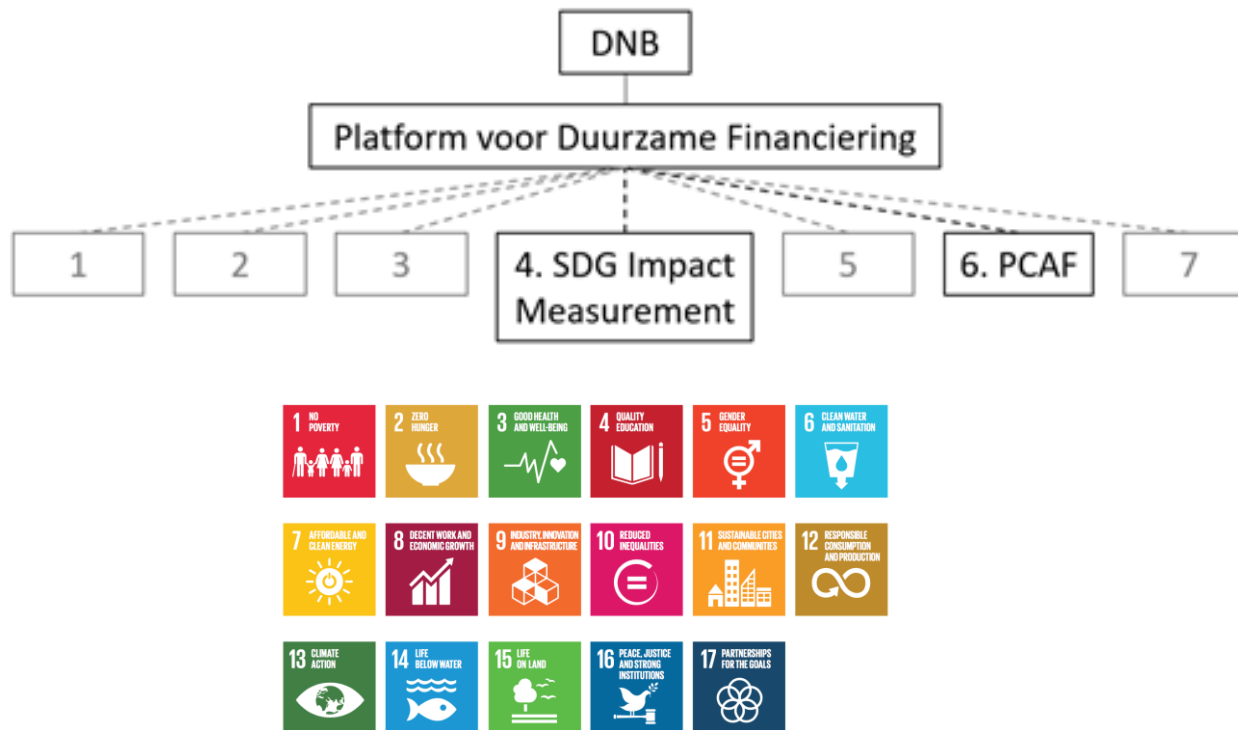 DNB
Platform voor Duurzame Financiering
1
2
3
4. SDG Impact
Measurement
5
6. PCAF
7
1 NO
POVERTY
2 ZERO
HUNGER
3 GOOD HEALTH
AND WELL-BEING
4 QUALITY
EDUCATION
5 GENDER
EQUALITY
6 CLEAN WATER
AND SANITATION
7 AFFORDABLE AND
CLEAN ENERGY
8 DECENT WORK AND
ECONOMIC GROWTH
9 INDUSTRY, INNOVATION
AND INFRASTRUCTURE
10 REDUCED
INEQUALITIES
11 SUSTAINABLE CITIES
AND COMMUNITIES
12 RESPONSIBLE
CONSUMPTION
AND PRODUCTION
13 CLIMATE
ACTION
14 LIFE
BELOW WATER
15 LIFE
ON LAND
16 PEACE, JUSTICE
AND STRONG
INSTITUTIONS
17 PARTNERSHIPS
FOR THE GOALS